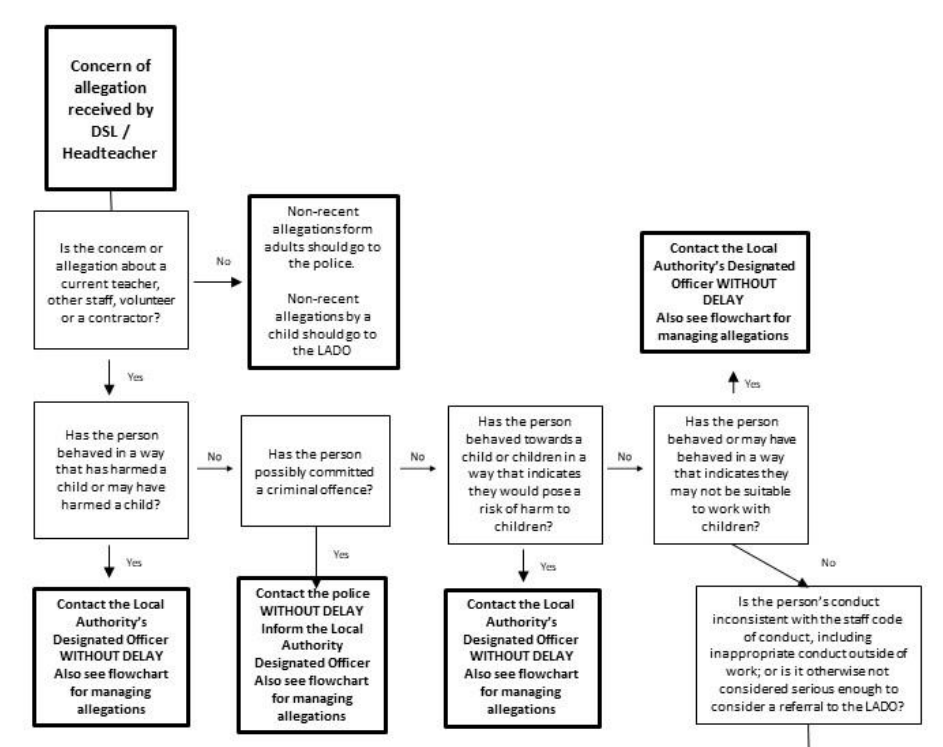 Concern of
allegation
received by
DSL /
Headteacher
Is the concern or
allegation about a
current teacher,
other staff, volunteer
or a contractor?
No
Non-recent
allegations form
adults should go to
the police.
Non-recent
allegations by a
child should go to
the LADO
Contact the Local
Authority's Designated
Officer WITHOUT
DELAY
Also see flowchart for
managing allegations
Yes
Yes
Has the person
behaved in a way
that has harmed a
child or may have
harmed a child?
No
Has the person
possibly committed
a criminal offence?
No
Has the person
behaved towards a
child or children in a
way that indicates
they would pose a
risk of harm to
children?
No
Has the person
behaved or may have
behaved in a way
that indicates they
may not be suitable
to work with
children?
Yes
Yes
Yes
No
Contact the Local
Authority's
Designated Officer
WITHOUT DELAY
Also see flowchart
for managing
allegations
Contact the police
WITHOUT DELAY
Inform the Local
Authority
Designated Officer
Also see flowchart
for managing
allegations
Contact the Local
Authority's
Designated Officer
WITHOUT DELAY
Also see flowchart
for managing
allegations
Is the person's conduct
inconsistent with the staff code
of conduct, including
inappropriate conduct outside of
work; or is it otherwise not
considered serious enough to
consider a referral to the LADO?